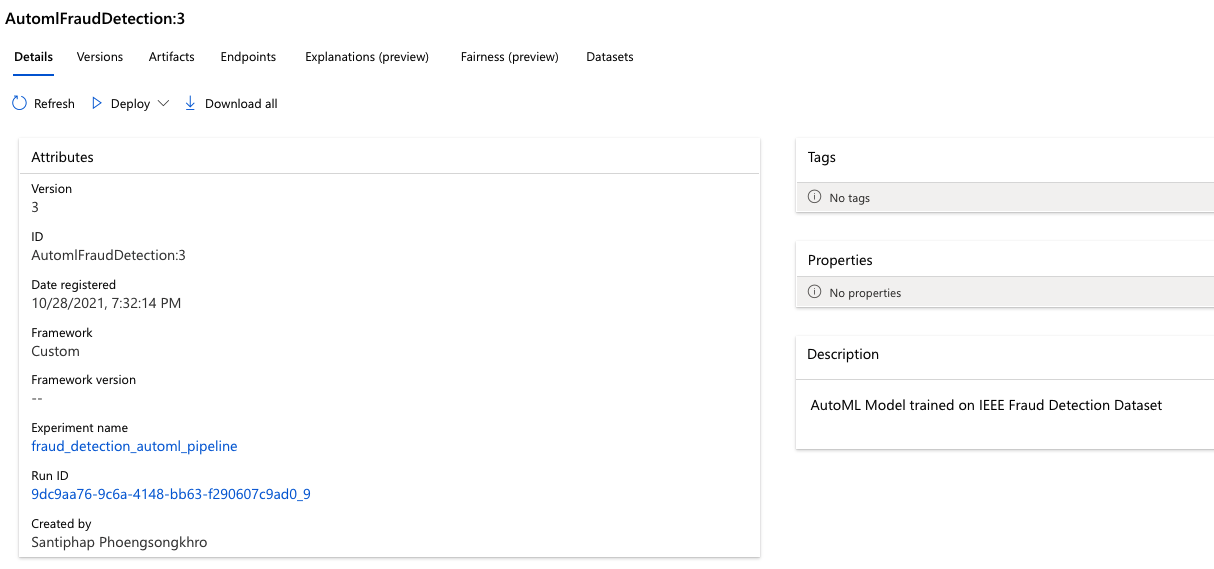 AutomlFraudDetection:3
Details Versions Artifacts Endpoints Explanations (preview) Fairness (preview) Datasets
Refresh Deploy Download all
Attributes
Version
3
ID
AutomlFraudDetection:3
Date registered
10/28/2021, 7:32:14 PM
Framework
Custom
Framework version
--
Experiment name
fraud_detection_automl_pipeline
Run ID
9dc9aa76-9c6a-4148-bb63-f290607c9ad0_9
Created by
Santiphap Phoengsongkhro
Tags
No tags
Properties
No properties
Description
AutoML Model trained on IEEE Fraud Detection Dataset